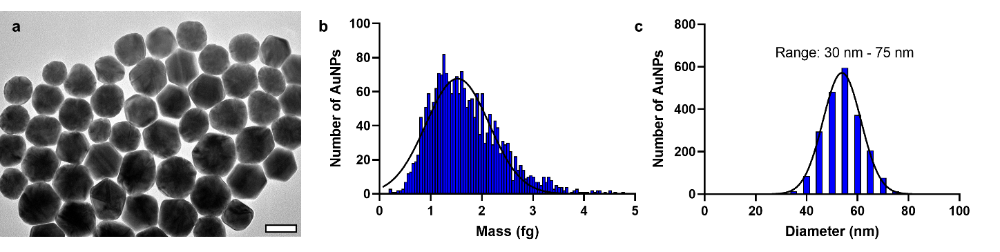 a
b
100
80
60
40
20
0
Number of AuNPs
0 1 2 3 4 5
Mass (fg)
c
800
600
400
200
0
Number of AuNPs
Range: 30 nm - 75 nm
0 20 40 60 80 100
Diameter (nm)